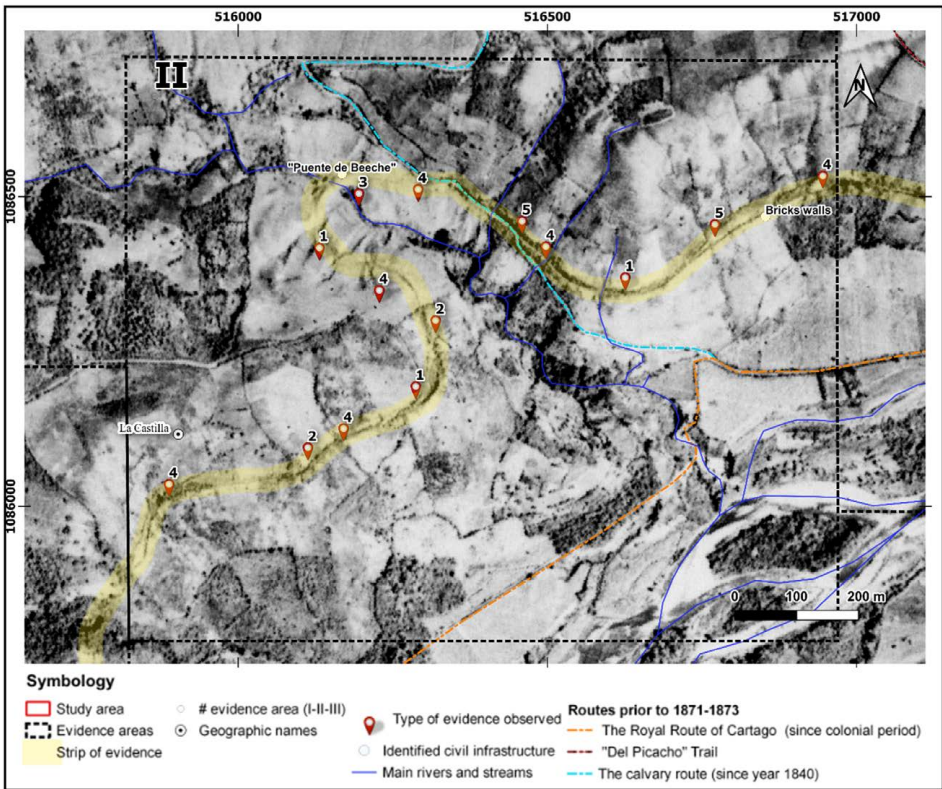 516000
516500
517000
II
N
"Puente de Beeche"
3
4
4
5
5
Bricks walls
4
1
1
4
2
1
La Castilla
4
2
4
1086500
1086000
0 100 200 m
Symbology
Study area
Evidence areas
Strip of evidence
# evidence area (I-II-III)
Geographic names
Type of evidence observed
Identified civil infrastructure
Main rivers and streams
Routes prior to 1871-1873
The Royal Route of Cartago (since colonial period)
"Del Picacho" Trail
The calvary route (since year 1840)